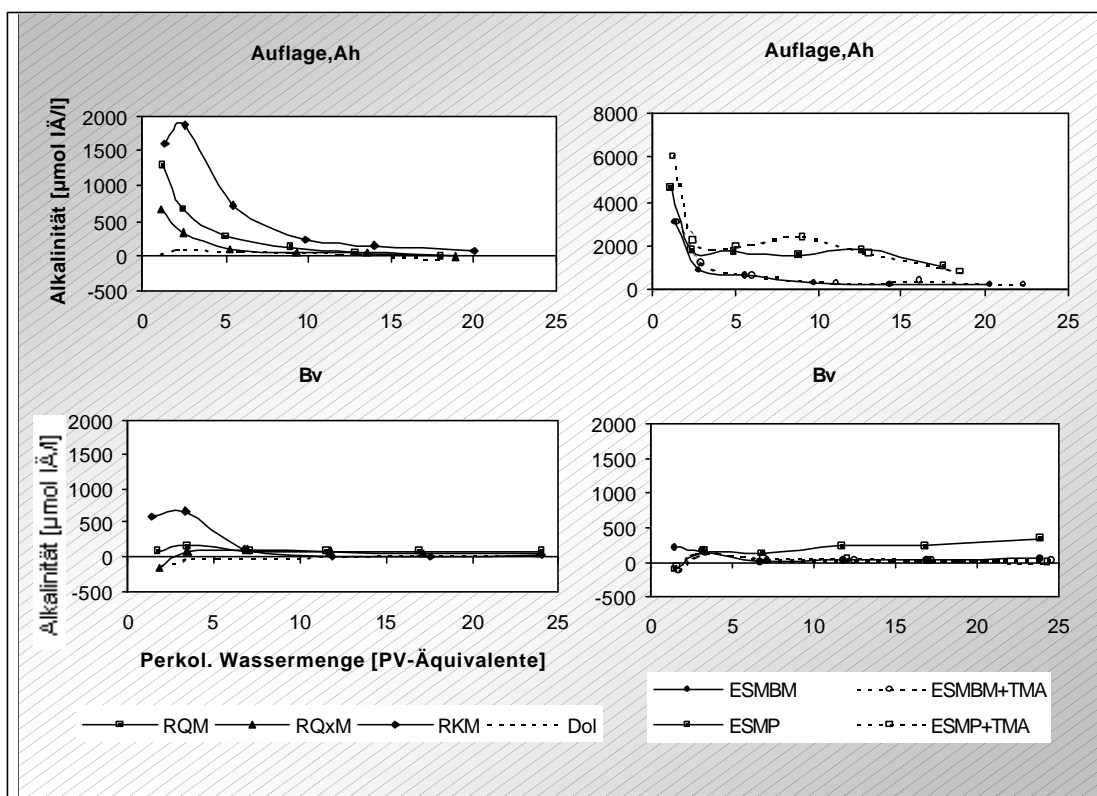 Auflage,Ah
Alkalinität [µmol IÄ/l]
2000
1500
1000
500
0
-500
0 5 10 15 20 25
Auflage,Ah
8000
6000
4000
2000
0
0 5 10 15 20 25
Bv
Alkalinität [µmol IÄ/l]
2000
1500
1000
500
0
-500
0 5 10 15 20 25
Perkol. Wassermenge [PV-Äquivalente]
Bv
2000
1500
1000
500
0
-500
0 5 10 15 20 25
RQM RQxM RKM Dol
ESMBM ESMBM+TMA
ESMP ESMP+TMA